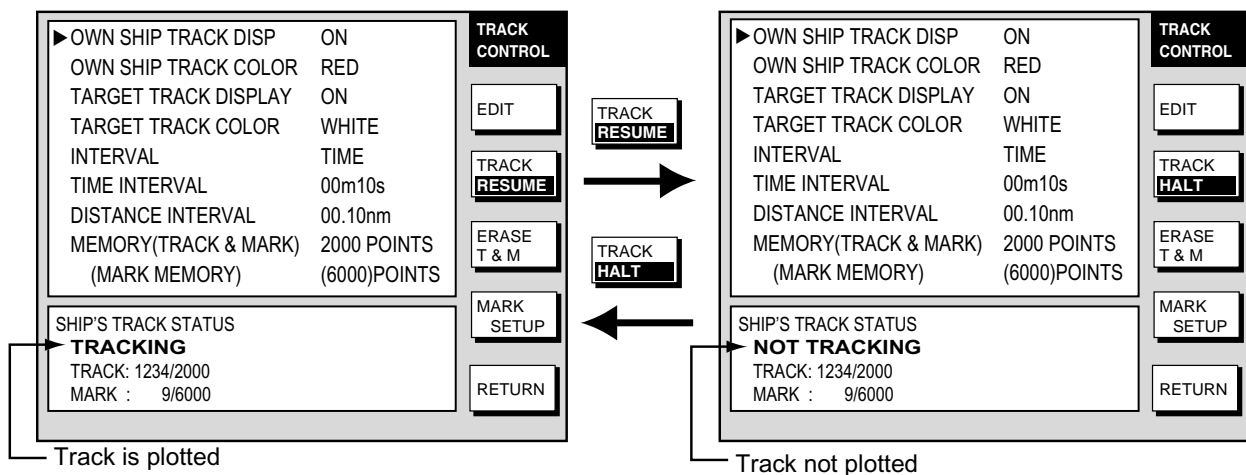 OWN SHIP TRACK DISP ON
OWN SHIP TRACK COLOR RED
TARGET TRACK DISPLAY ON
TARGET TRACK COLOR WHITE
INTERVAL TIME
TIME INTERVAL 00m10s
DISTANCE INTERVAL 00.10nm
MEMORY(TRACK & MARK) 2000 POINTS
(MARK MEMORY) (6000)POINTS
SHIP'S TRACK STATUS
TRACKING
TRACK: 1234/2000
MARK : 9/6000
TRACK
CONTROL
EDIT
TRACK
RESUME
ERASE
T & M
MARK
SETUP
RETURN
Track is plotted
TRACK
RESUME
TRACK
HALT
OWN SHIP TRACK DISP ON
OWN SHIP TRACK COLOR RED
TARGET TRACK DISPLAY ON
TARGET TRACK COLOR WHITE
INTERVAL TIME
TIME INTERVAL 00m10s
DISTANCE INTERVAL 00.10nm
MEMORY(TRACK & MARK) 2000 POINTS
(MARK MEMORY) (6000)POINTS
SHIP'S TRACK STATUS
NOT TRACKING
TRACK: 1234/2000
MARK : 9/6000
TRACK
CONTROL
EDIT
TRACK
HALT
ERASE
T & M
MARK
SETUP
RETURN
Track not plotted